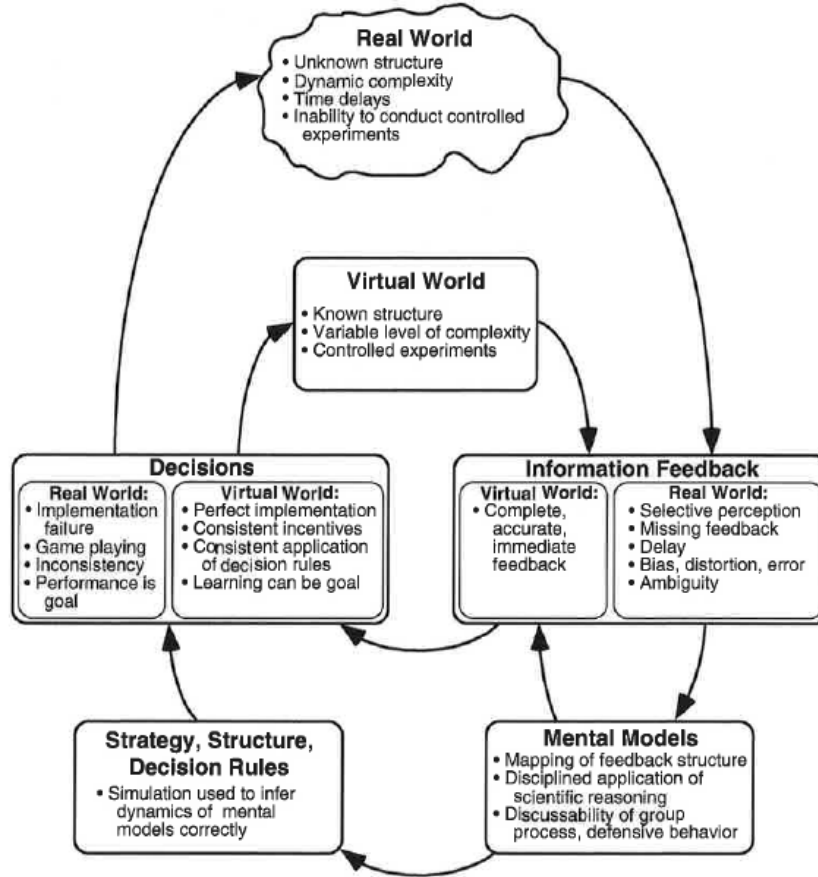 Real World
• Unknown structure
• Dynamic complexity
• Time delays
• Inability to conduct controlled
experiments
Virtual World
• Known structure
• Variable level of complexity
• Controlled experiments
Decisions
Real World:
• Implementation
failure
• Game playing
• Inconsistency
• Performance is
goal
Virtual World:
• Perfect implementation
• Consistent incentives
• Consistent application
of decision rules
• Learning can be goal
Information Feedback
Virtual World:
• Complete,
accurate,
immediate
feedback
Real World:
• Selective perception
• Missing feedback
• Delay
• Bias, distortion, error
• Ambiguity
Strategy, Structure,
Decision Rules
• Simulation used to infer
dynamics of mental
models correctly
Mental Models
• Mapping of feedback structure
• Disciplined application of
scientific reasoning
• Discussability of group
process, defensive behavior